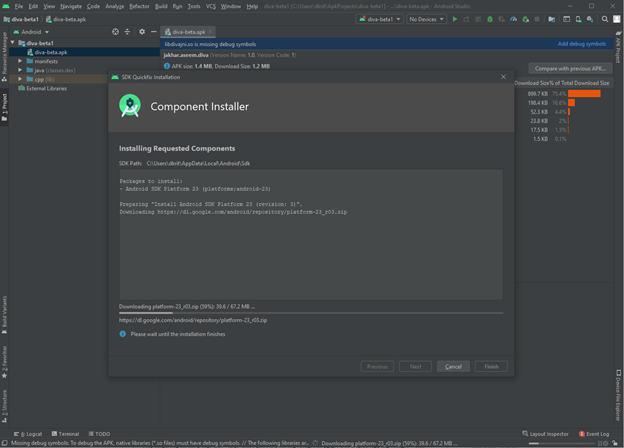 File Edit View Navigate Code Analyze Refactor Build Run Tools VCS Window Help diva-beta1 - diva-beta.apk - Android Studio
diva-beta1 diva-beta.apk
diva-beta1 No Devices
Android
diva-beta.apk
libdivajni.so is missing debug symbols Add debug symbols
jakhar.aseem.diva (Version Name: 1.0, Version Code: 1)
APK size: 1.4 MB, Download Size: 1.2 MB
Compare with previous APK...
Download Size % of Total Download Size
899.7 KB 75.4%
198.4 KB 16.6%
52.3 KB 4.4%
23.8 KB 2%
17.5 KB 1.5%
1.5 KB 0.1%
diva-beta1
diva-beta.apk
manifests
java (classes.dex)
cpp (lib)
External Libraries
Resource Manager
1: Project
Build Variants
2: Favorites
Z: Structure
APK Analyzer
Device File Explorer
SDK Quickfix Installation
Component Installer
Installing Requested Components
SDK Path: C:\Users\dbrit\AppData\Local\Android\Sdk
Packages to install:
- Android SDK Platform 23 (platforms;android-23)
Preparing "Install Android SDK Platform 23 (revision: 3)".
Downloading https://dl.google.com/android/repository/platform-23_r03.zip
Downloading platform-23_r03.zip (59%): 39.6 / 67.2 MB ...
https://dl.google.com/android/repository/platform-23_r03.zip
Please wait until the installation finishes
Previous Next Cancel Finish
6: Logcat Terminal TODO
Layout Inspector Event Log
Missing debug symbols: To debug the APK, native libraries (*.so files) must have debug symbols. // The following libraries ar...
Downloading platform-23_r03.zip (59%): 39.6 / 67.2 MB ...